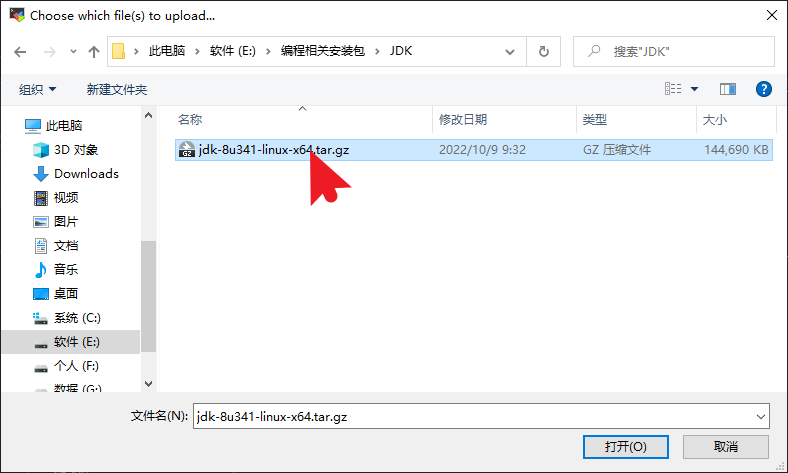 Choose which file(s) to upload...
此电脑 软件 (E:) 编程相关安装包 JDK 搜索"JDK"
组织 新建文件夹
名称 修改日期 类型 大小
jdk-8u341-linux-x64.tar.gz 2022/10/9 9:32 GZ 压缩文件 144,690 KB
GZ
此电脑
3D 对象
Downloads
视频
图片
文档
音乐
桌面
系统 (C:)
软件 (E:)
个人 (F:)
数据 (G:)
文件名(N): jdk-8u341-linux-x64.tar.gz
打开(O) 取消